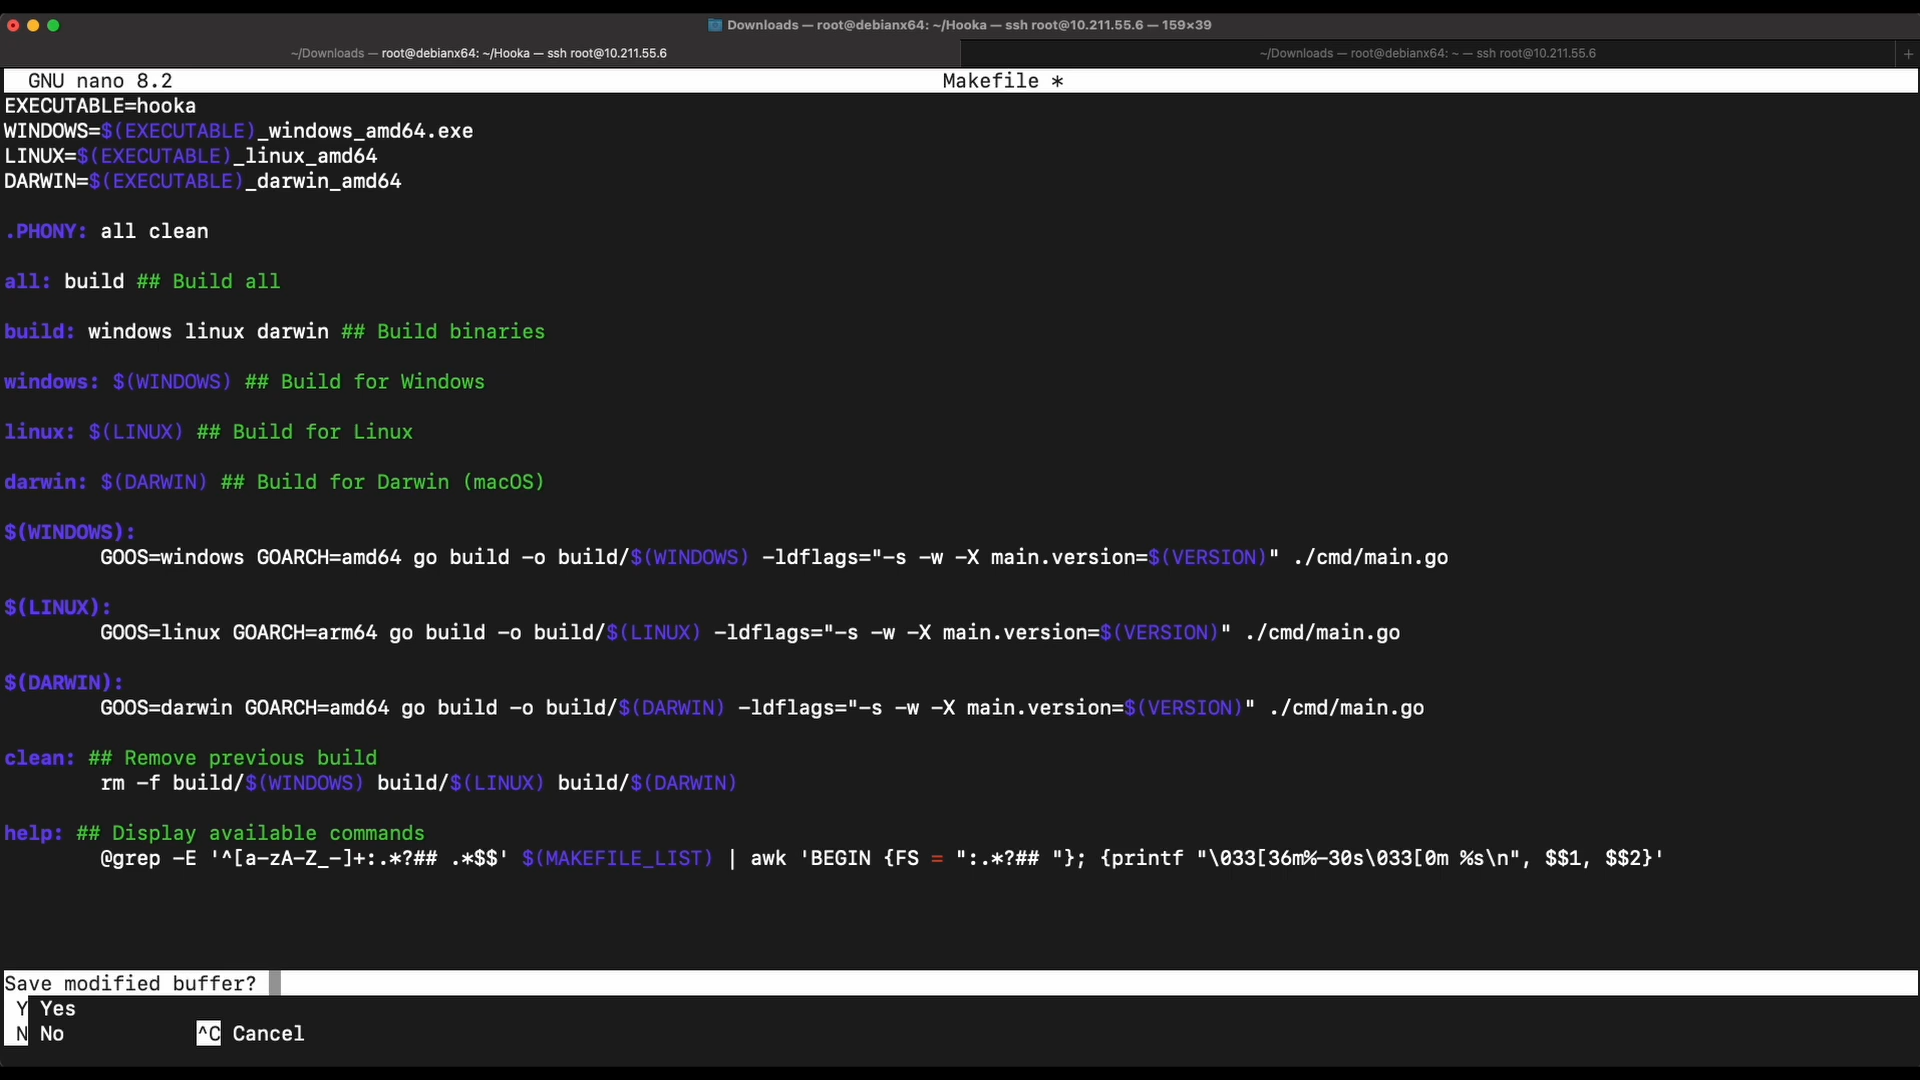 Downloads — root@debianx64: ~/Hooka — ssh root@10.211.55.6 — 159×39
~/Downloads — root@debianx64: ~/Hooka — ssh root@10.211.55.6
~/Downloads — root@debianx64: ~ — ssh root@10.211.55.6
+
GNU nano 8.2 Makefile *
EXECUTABLE=hooka
WINDOWS=$(EXECUTABLE)_windows_amd64.exe
LINUX=$(EXECUTABLE)_linux_amd64
DARWIN=$(EXECUTABLE)_darwin_amd64
.PHONY: all clean
all: build ## Build all
build: windows linux darwin ## Build binaries
windows: $(WINDOWS) ## Build for Windows
linux: $(LINUX) ## Build for Linux
darwin: $(DARWIN) ## Build for Darwin (macOS)
$(WINDOWS):
GOOS=windows GOARCH=amd64 go build -o build/$(WINDOWS) -ldflags="-s -w -X main.version=$(VERSION)" ./cmd/main.go
$(LINUX):
GOOS=linux GOARCH=arm64 go build -o build/$(LINUX) -ldflags="-s -w -X main.version=$(VERSION)" ./cmd/main.go
$(DARWIN):
GOOS=darwin GOARCH=amd64 go build -o build/$(DARWIN) -ldflags="-s -w -X main.version=$(VERSION)" ./cmd/main.go
clean: ## Remove previous build
rm -f build/$(WINDOWS) build/$(LINUX) build/$(DARWIN)
help: ## Display available commands
@grep -E '^[a-zA-Z_-]+:.*?## .*$$' $(MAKEFILE_LIST) | awk 'BEGIN {FS = ":.*?## "}; {printf "\033[36m%-30s\033[0m %s\n", $$1, $$2}'
Save modified buffer?
Y Yes
N No ^C Cancel